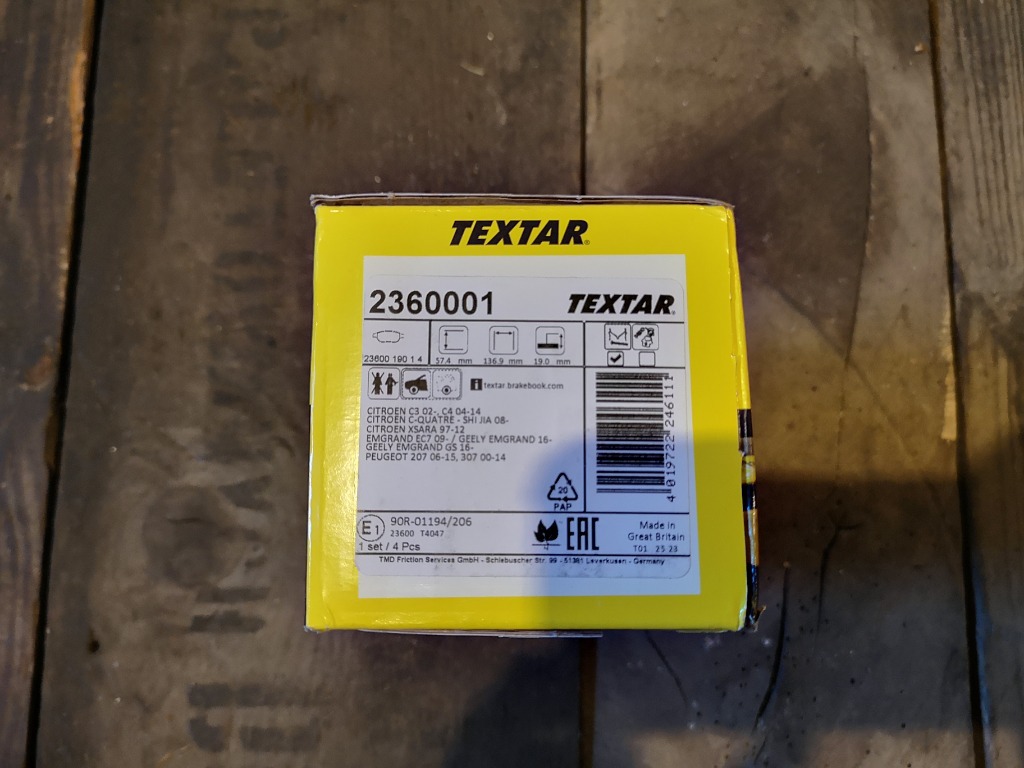 TEXTAR®
2360001
TEXTAR®
23600 190 1 4
57.4 mm
136.9 mm
19.0 mm
i textar.brakebook.com
CITROEN C3 02-, C4 04-14
CITROEN C-QUATRE - SHI JIA 08-
CITROEN XSARA 97-12
EMGRAND EC7 09- / GEELY EMGRAND 16-
GEELY EMGRAND GS 16-
PEUGEOT 207 06-15, 307 00-14
4 019722 246111
20
PAP
E1
90R-01194/206
23600 T4047
1 set / 4 Pcs
EAC
Made in
Great Britain
T01 25 23
TMD Friction Services GmbH - Schlebuscher Str. 99 - 51381 Leverkusen - Germany